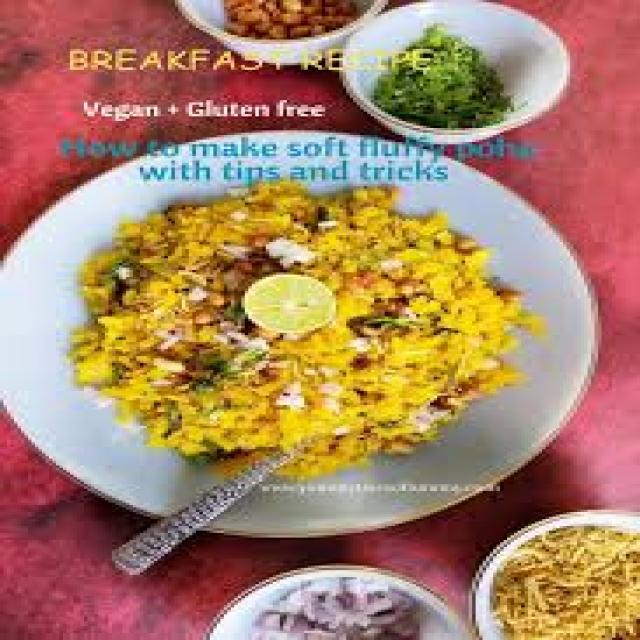 BREAKFAST RECIPE
Vegan + Gluten free
How to make soft fluffy poha
with tips and tricks